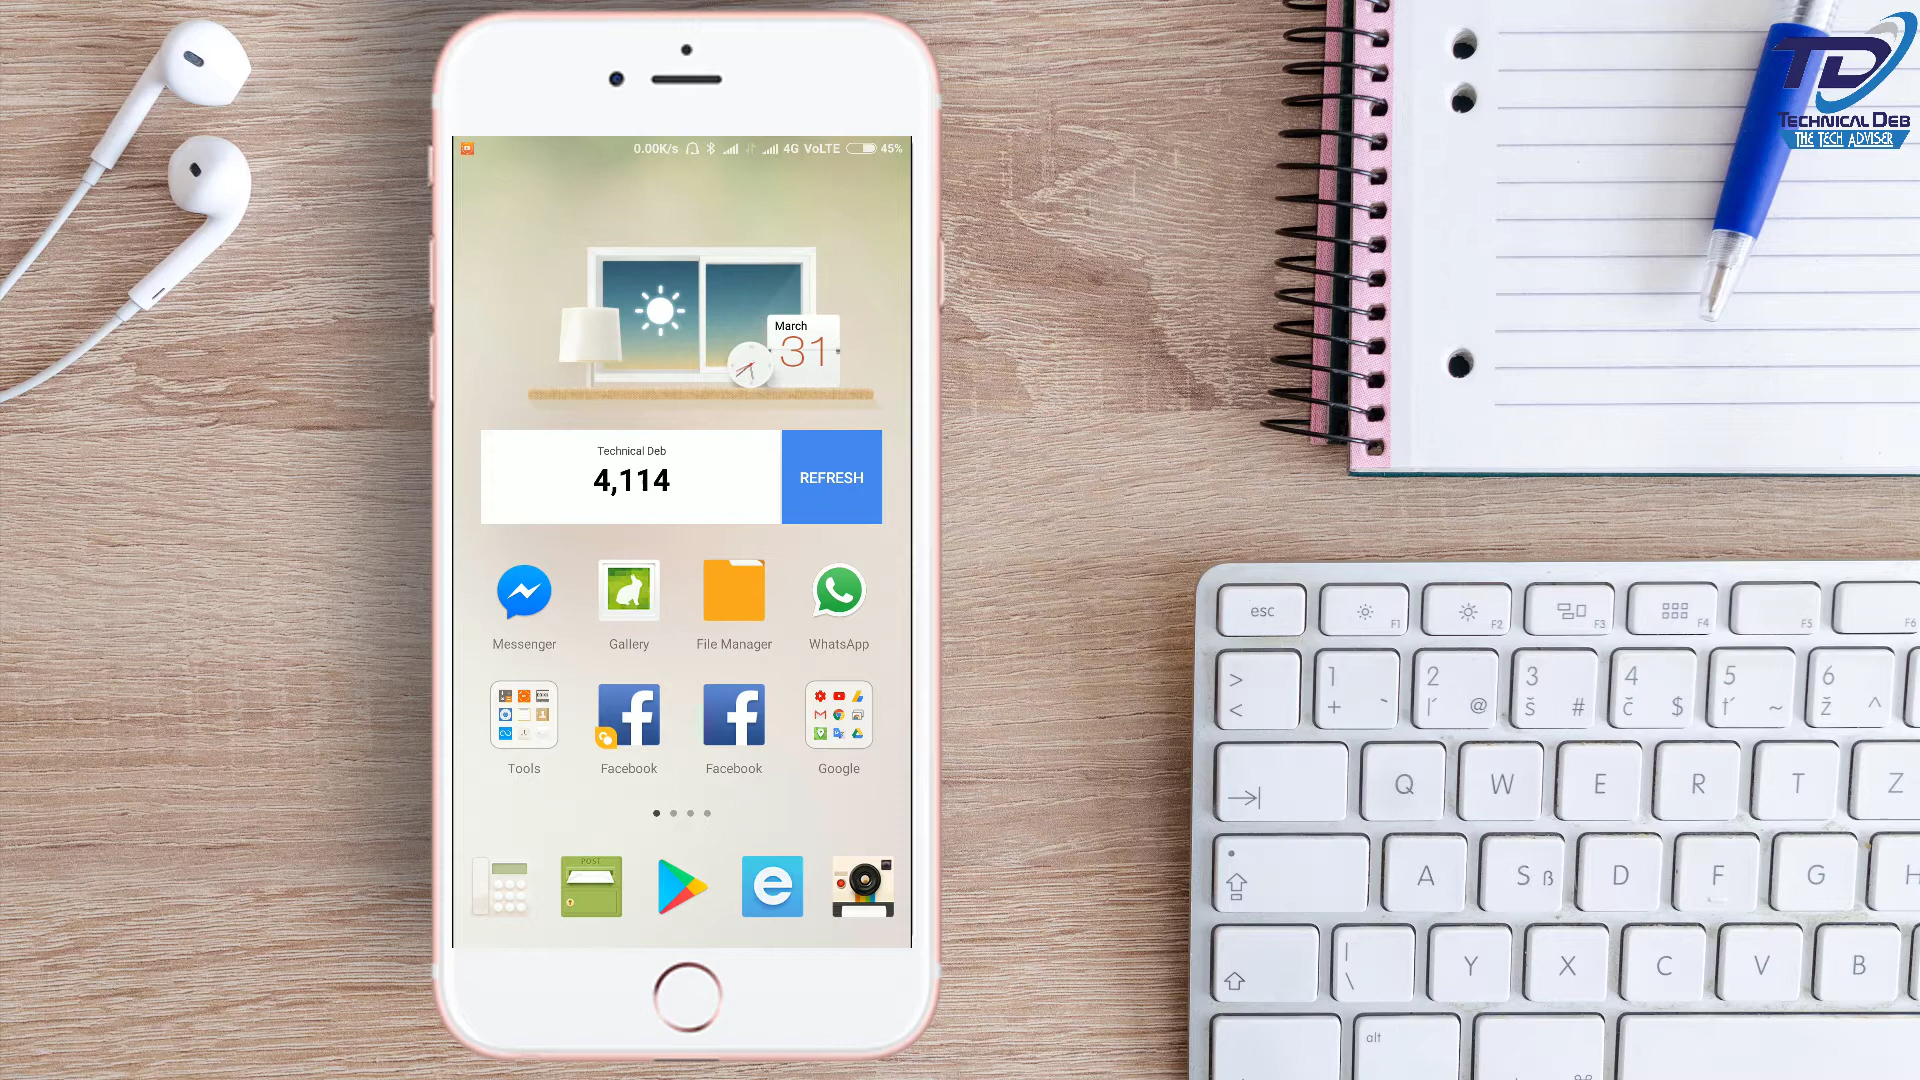 TD
TECHNICAL DEB
THE TECH ADVISER
0.00K/s 4G VoLTE 45%
March
31
Technical Deb
4,114
REFRESH
Messenger
Gallery
File Manager
WhatsApp
Tools
Facebook
Facebook
Google
POST
esc
F1
F2
F3
F4
F5
F6
> <
1 + `
2 ľ @
3 š #
4 č $
5 ť ~
6 ž ^
Q W E R T Z
A S ß D F G H
| \ Y X C V B
alt
⌘